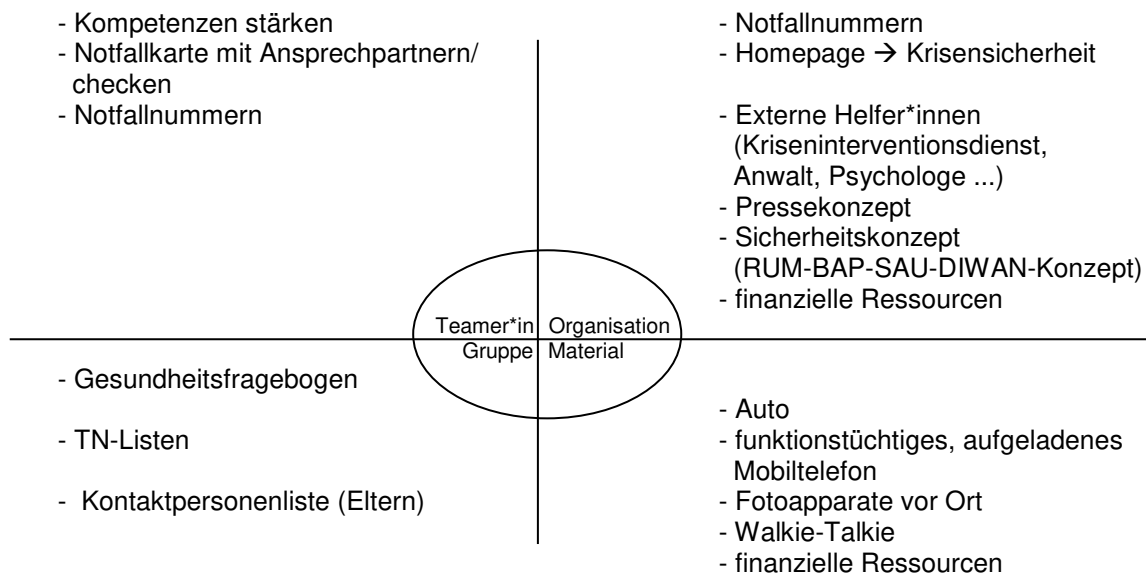 - Kompetenzen stärken
- Notfallkarte mit Ansprechpartnern/
checken
- Notfallnummern
- Notfallnummern
- Homepage → Krisensicherheit
- Externe Helfer*innen
(Kriseninterventionsdienst,
Anwalt, Psychologe ...)
- Pressekonzept
- Sicherheitskonzept
(RUM-BAP-SAU-DIWAN-Konzept)
- finanzielle Ressourcen
Teamer*in Organisation
Gruppe Material
- Gesundheitsfragebogen
- TN-Listen
- Kontaktpersonenliste (Eltern)
- Auto
- funktionstüchtiges, aufgeladenes
Mobiltelefon
- Fotoapparate vor Ort
- Walkie-Talkie
- finanzielle Ressourcen